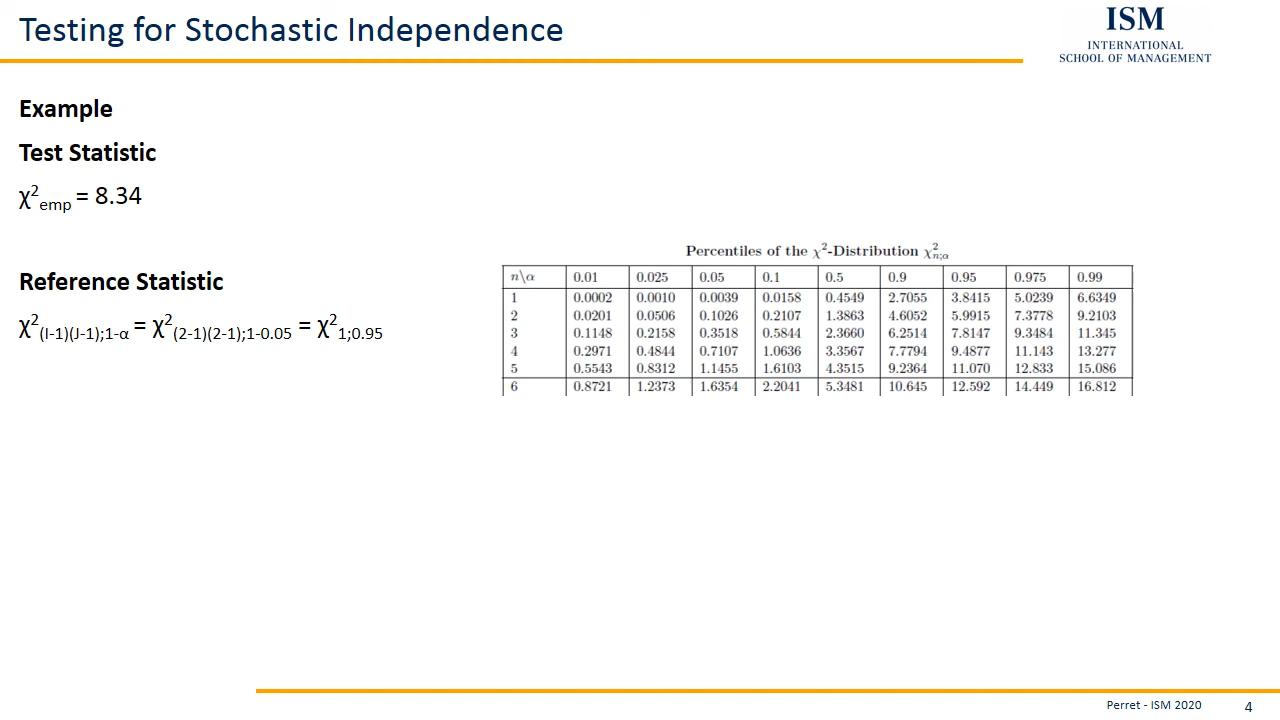 Testing for Stochastic Independence
ISM
INTERNATIONAL
SCHOOL OF MANAGEMENT
Example
Test Statistic
χ²emp = 8.34
Reference Statistic
χ²(I-1)(J-1);1-α = χ²(2-1)(2-1);1-0.05 = χ²1;0.95
Percentiles of the χ²-Distribution χ²n;α
n\α 0.01 0.025 0.05 0.1 0.5 0.9 0.95 0.975 0.99
1 0.0002 0.0010 0.0039 0.0158 0.4549 2.7055 3.8415 5.0239 6.6349
2 0.0201 0.0506 0.1026 0.2107 1.3863 4.6052 5.9915 7.3778 9.2103
3 0.1148 0.2158 0.3518 0.5844 2.3660 6.2514 7.8147 9.3484 11.345
4 0.2971 0.4844 0.7107 1.0636 3.3567 7.7794 9.4877 11.143 13.277
5 0.5543 0.8312 1.1455 1.6103 4.3515 9.2364 11.070 12.833 15.086
6 0.8721 1.2373 1.6354 2.2041 5.3481 10.645 12.592 14.449 16.812
Perret - ISM 2020 4